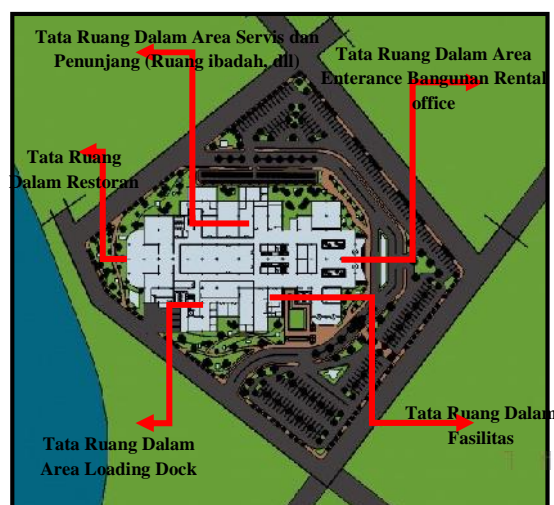 Tata Ruang Dalam Area Servis dan
Penunjang (Ruang ibadah, dll)
Tata Ruang Dalam Area
Enterance Bangunan Rental
office
Tata Ruang
Dalam Restoran
Tata Ruang Dalam
Fasilitas
Tata Ruang Dalam
Area Loading Dock